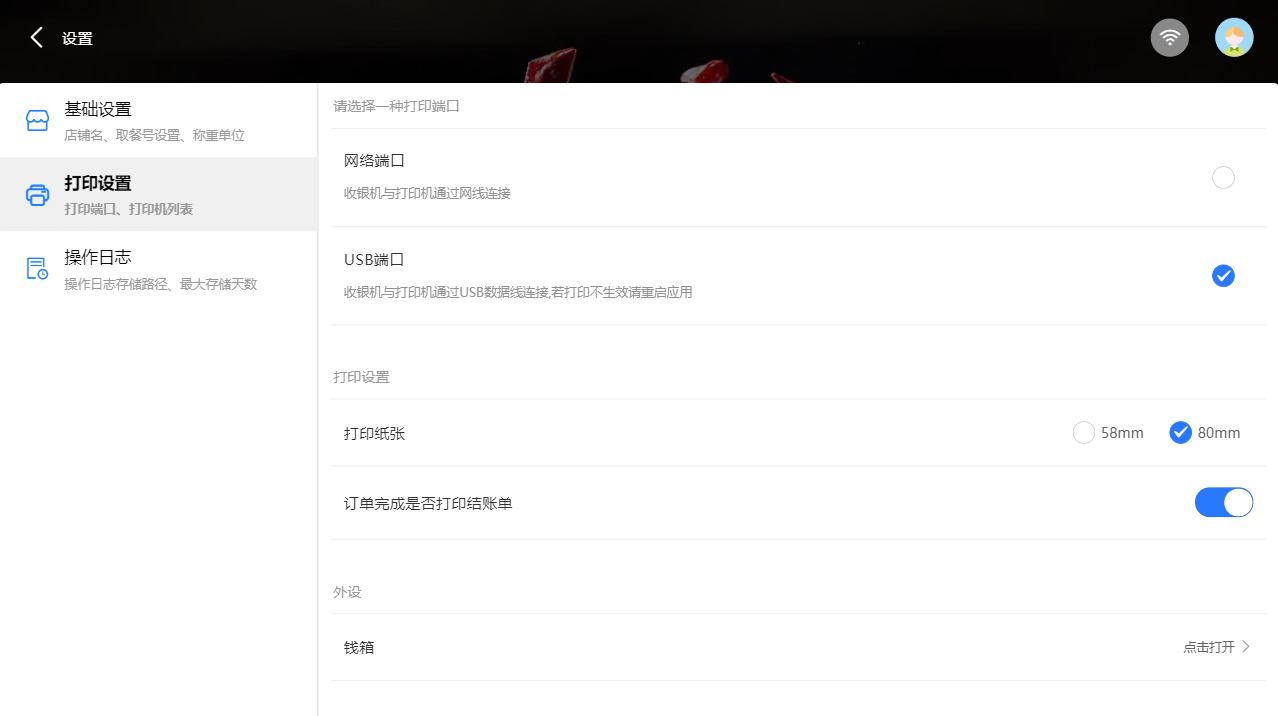 设置
基础设置
店铺名、取餐号设置、称重单位
打印设置
打印端口、打印机列表
操作日志
操作日志存储路径、最大存储天数
请选择一种打印端口
网络端口
收银机与打印机通过网线连接
USB端口
收银机与打印机通过USB数据线连接,若打印不生效请重启应用
打印设置
打印纸张
58mm 80mm
订单完成是否打印结账单
外设
钱箱
点击打开